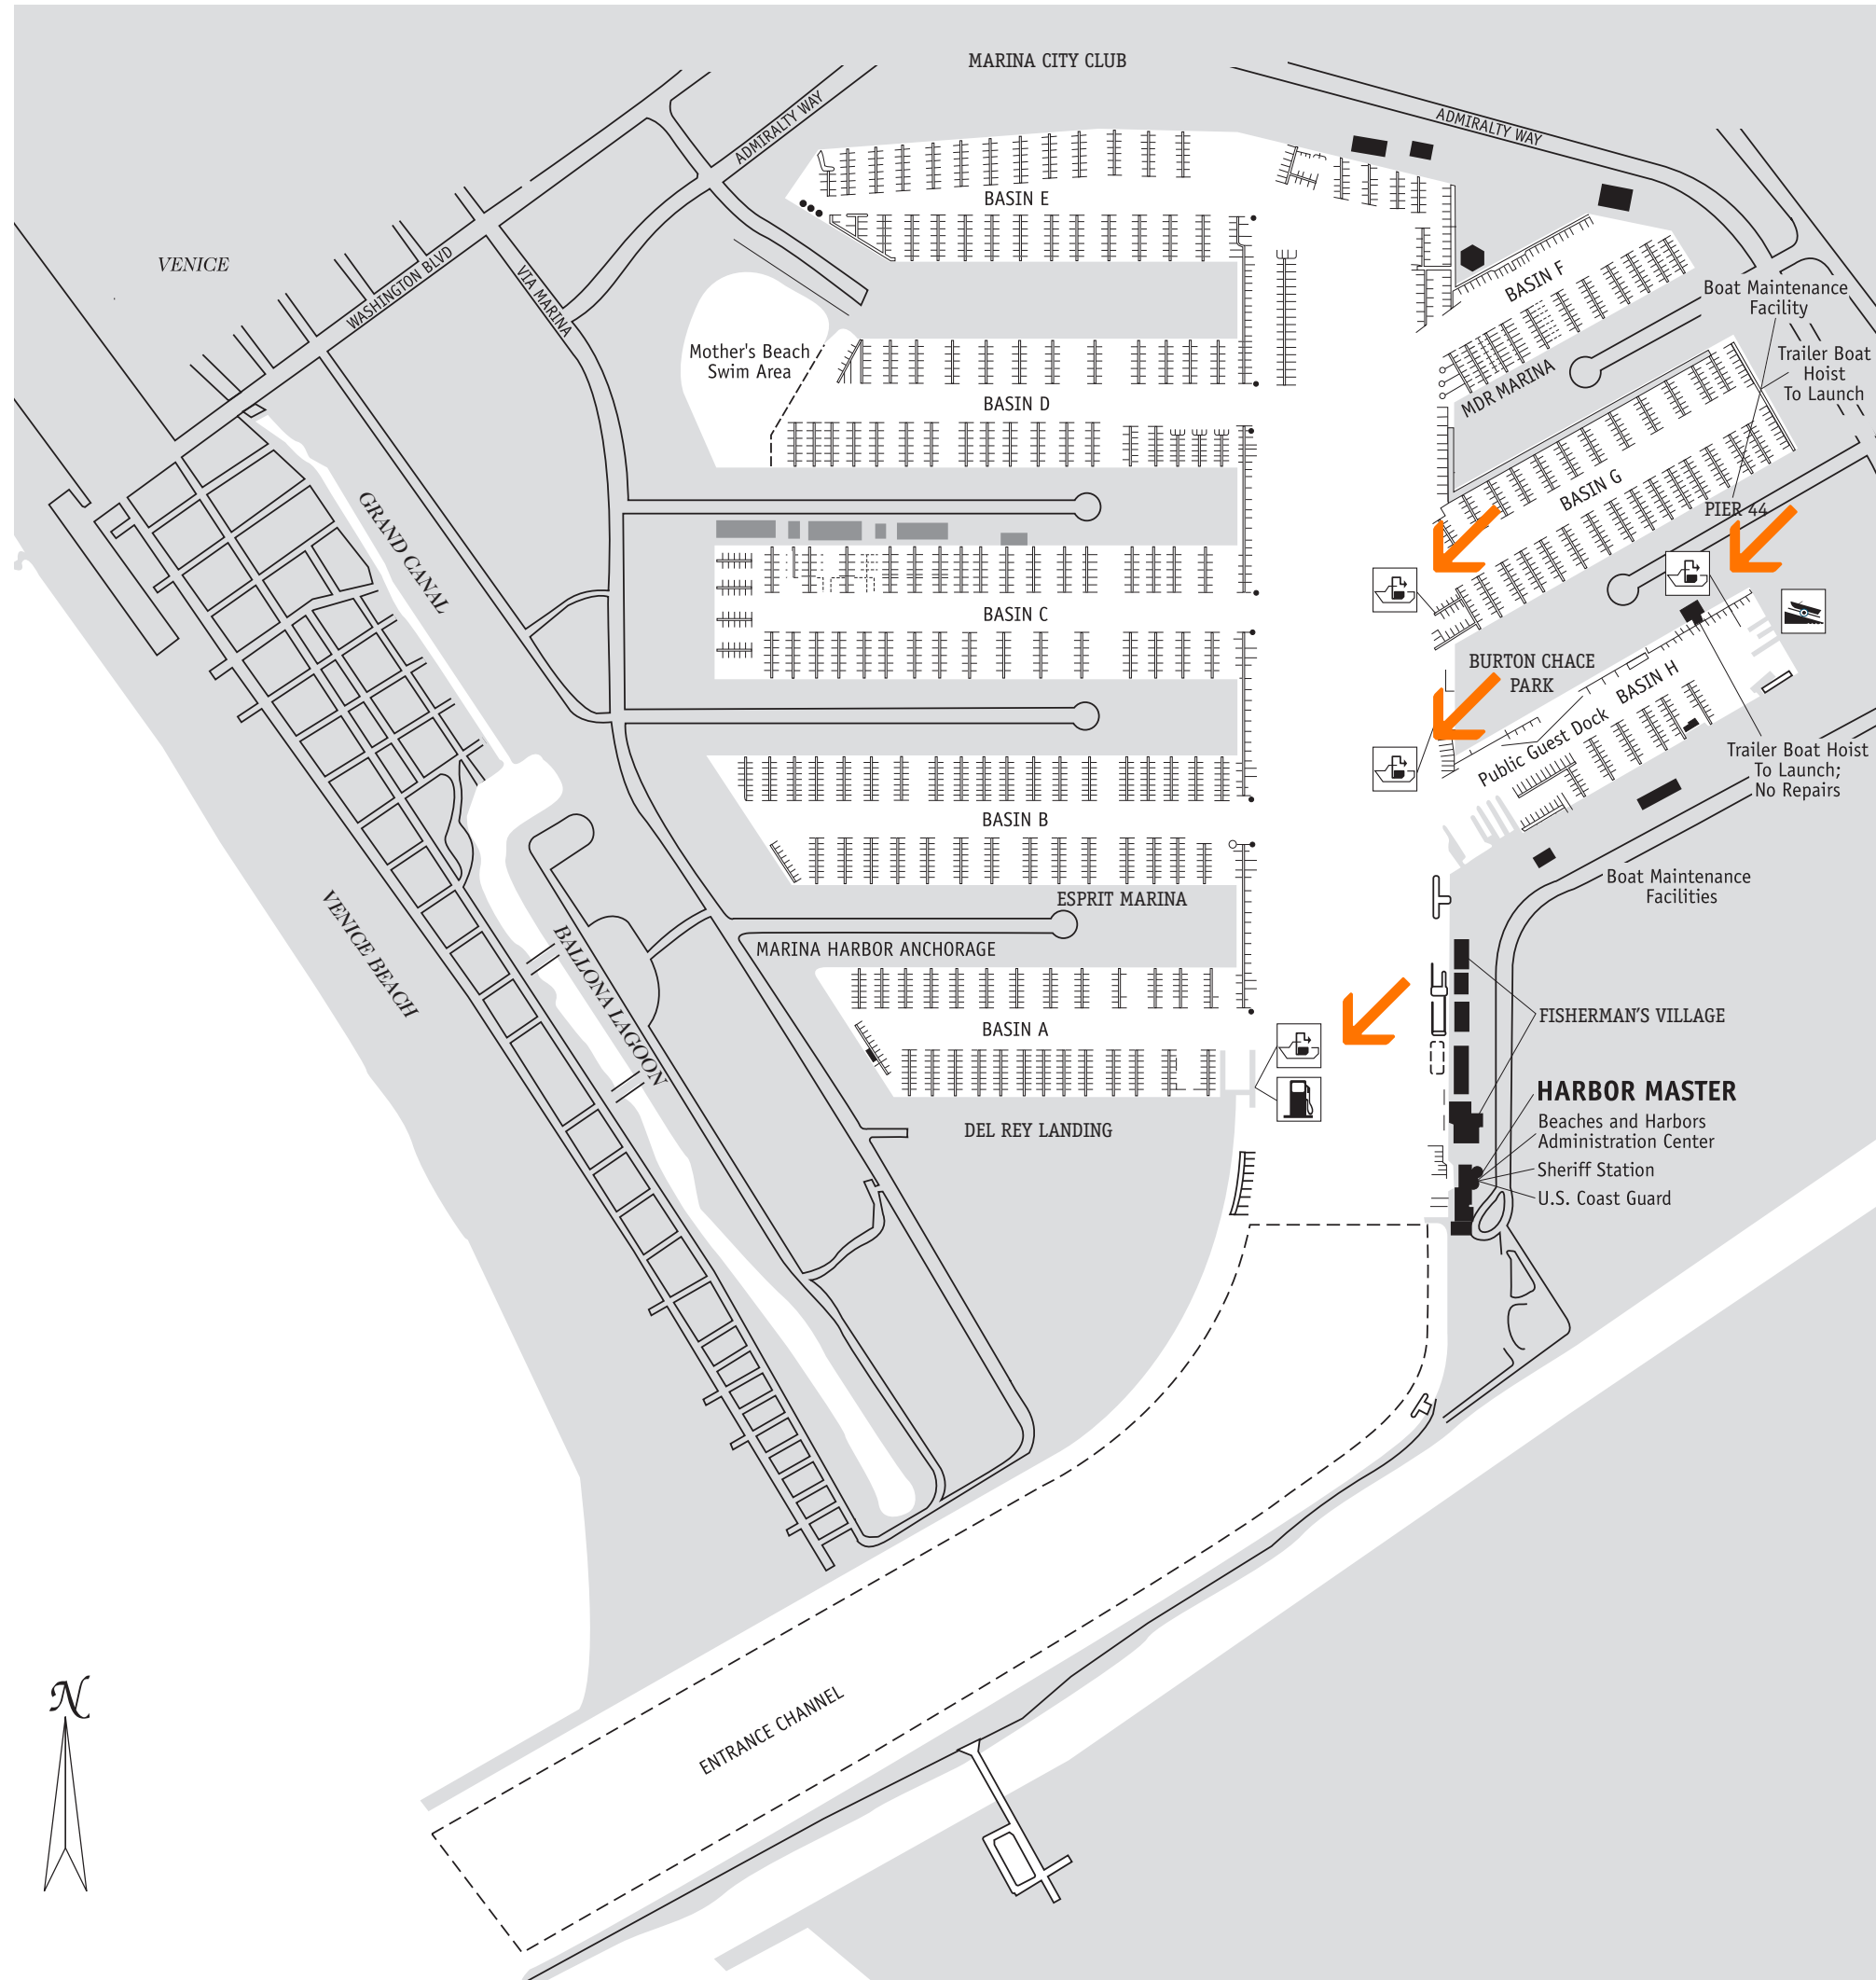 MARINA CITY CLUB
ADMIRALTY WAY
ADMIRALTY WAY
BASIN E
VENICE
WASHINGTON BLVD
VIA MARINA
BASIN F
Boat Maintenance
Facility
Mother's Beach
Swim Area
Trailer Boat
Hoist
To Launch
MDR MARINA
BASIN D
GRAND CANAL
BASIN G
PIER 44
BASIN C
BURTON CHACE
PARK
BASIN H
Public Guest Dock
Trailer Boat Hoist
To Launch;
No Repairs
BASIN B
Boat Maintenance
Facilities
ESPRIT MARINA
VENICE BEACH
BALLONA LAGOON
MARINA HARBOR ANCHORAGE
FISHERMAN'S VILLAGE
BASIN A
HARBOR MASTER
Beaches and Harbors
Administration Center
DEL REY LANDING
Sheriff Station
U.S. Coast Guard
N
ENTRANCE CHANNEL